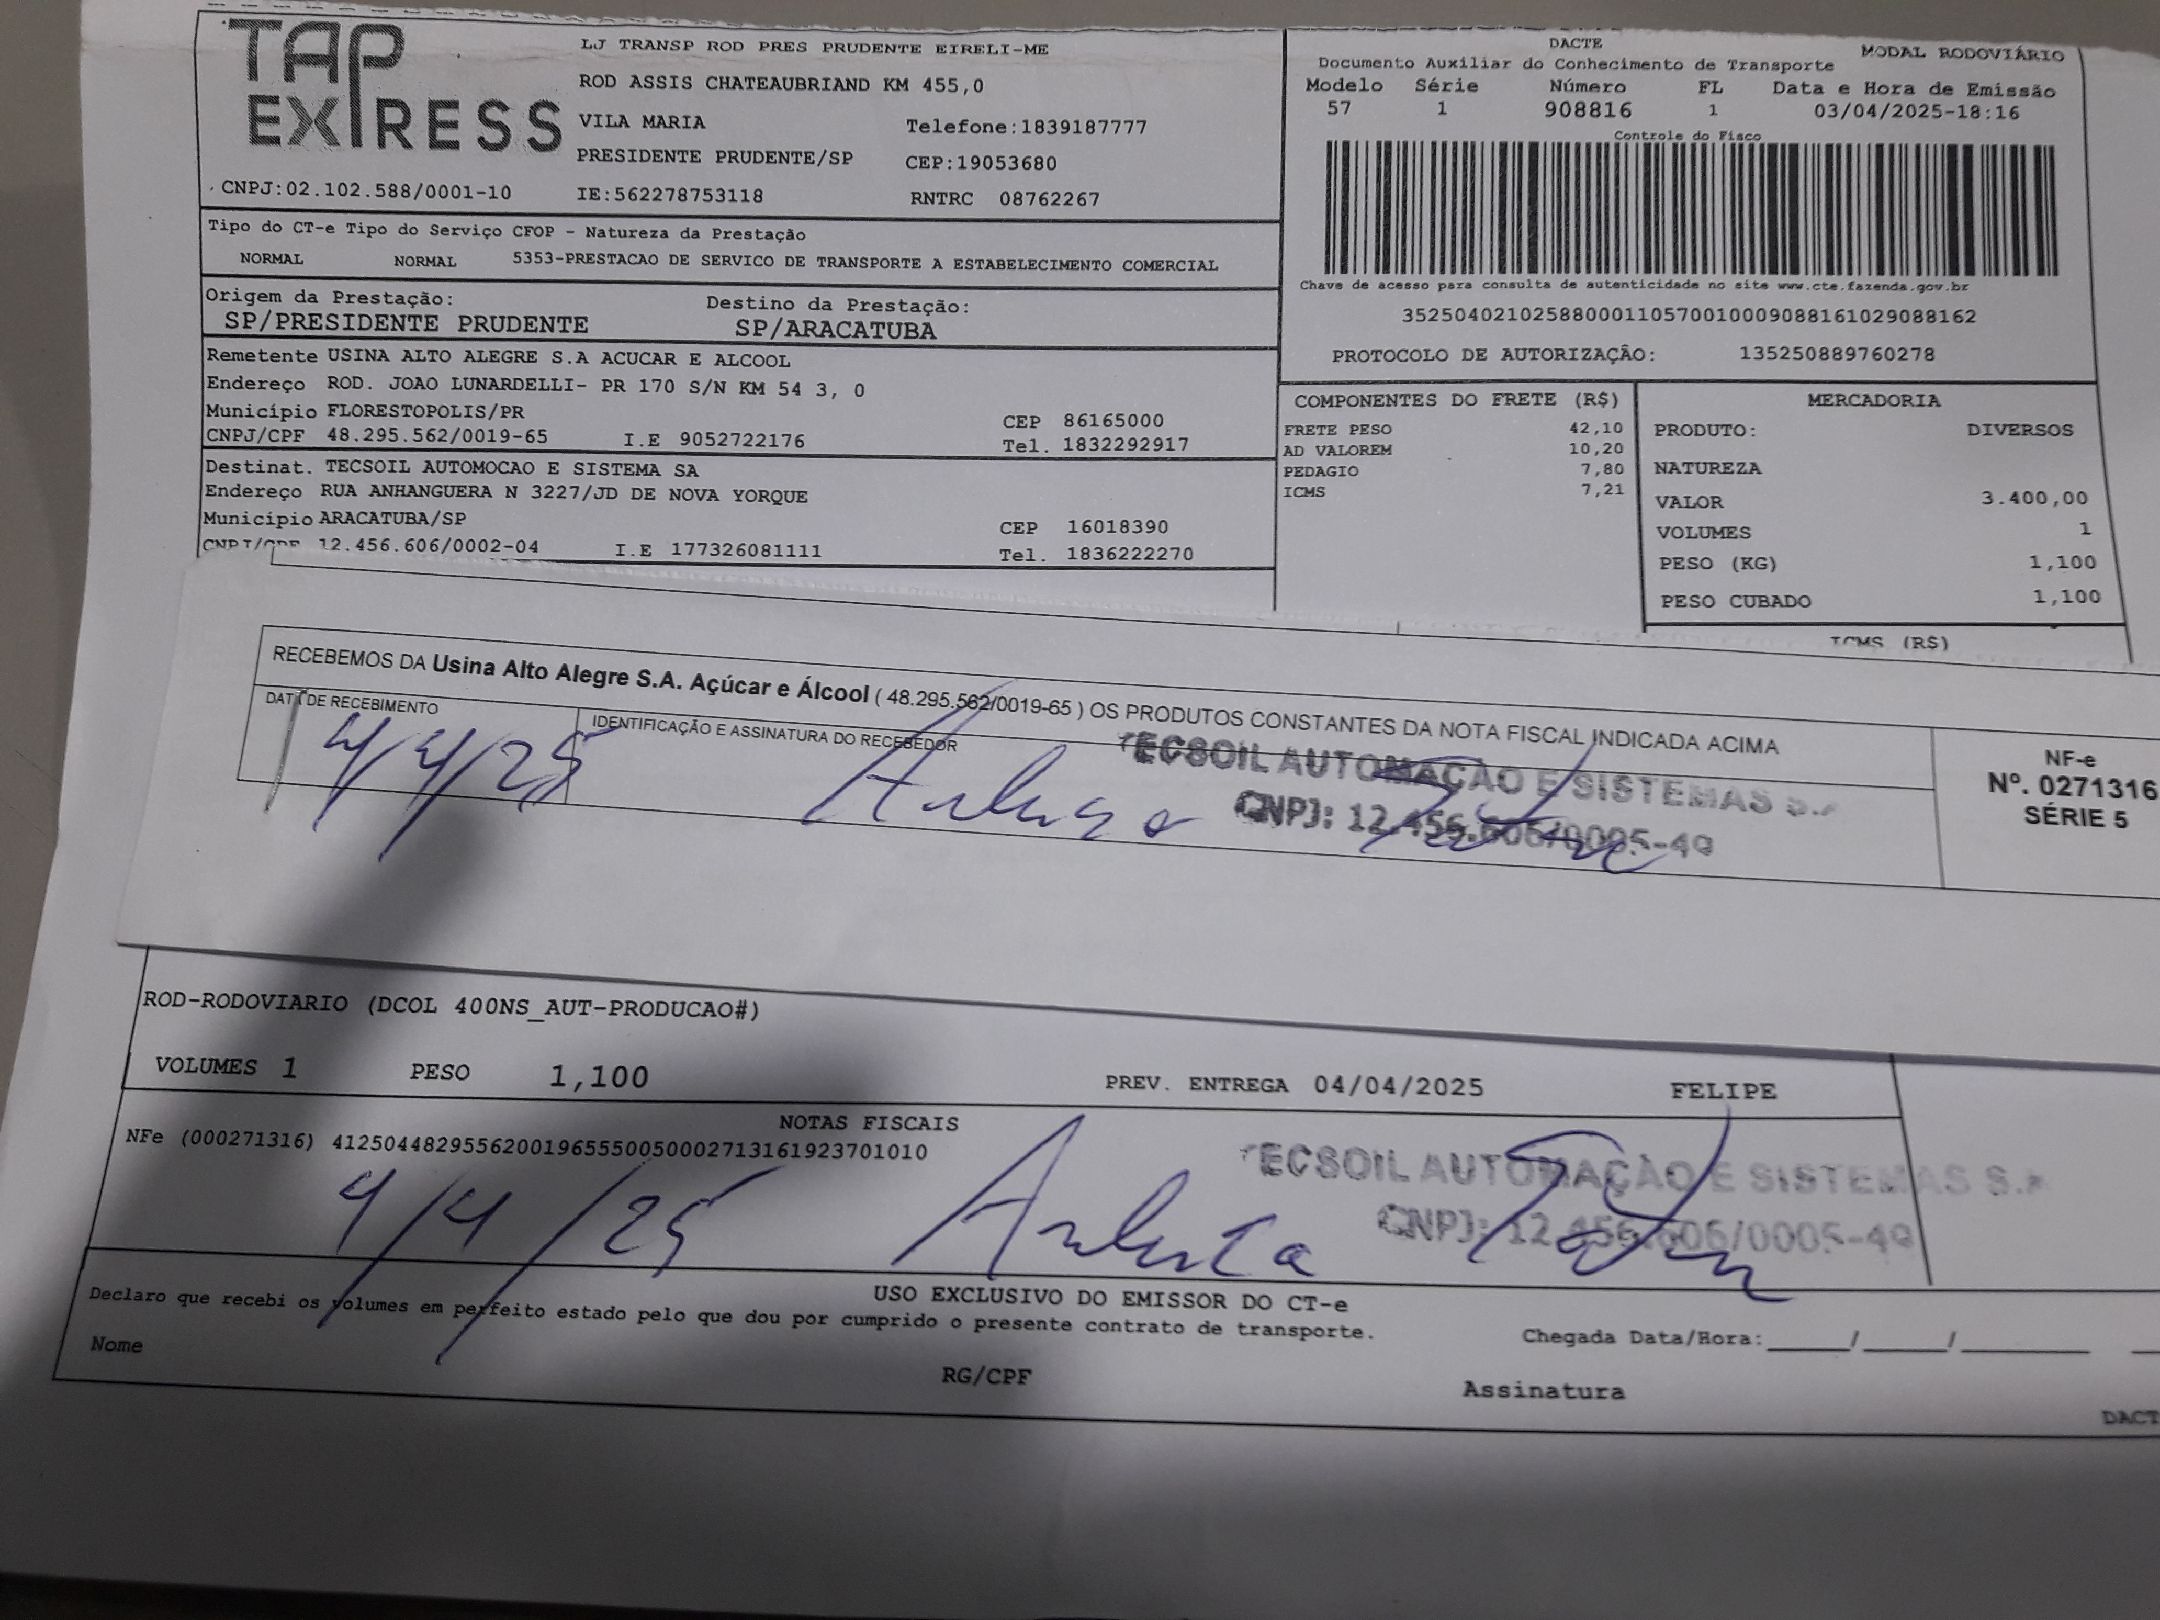 TAP EXPRESS
LJ TRANSP ROD PRES PRUDENTE EIRELI-ME
ROD ASSIS CHATEAUBRIAND KM 455,0
VILA MARIA Telefone:1839187777
PRESIDENTE PRUDENTE/SP CEP:19053680
CNPJ:02.102.588/0001-10 IE:562278753118 RNTRC 08762267
DACTE MODAL RODOVIÁRIO
Documento Auxiliar do Conhecimento de Transporte
Modelo Série Número FL Data e Hora de Emissão
57 1 908816 1 03/04/2025-18:16
Controle do Fisco
Chave de acesso para consulta de autenticidade no site www.cte.fazenda.gov.br
35250402102588000110570010009088161029088162
PROTOCOLO DE AUTORIZAÇÃO: 135250889760278
Tipo do CT-e Tipo do Serviço CFOP - Natureza da Prestação
NORMAL NORMAL 5353-PRESTACAO DE SERVICO DE TRANSPORTE A ESTABELECIMENTO COMERCIAL
Origem da Prestação: Destino da Prestação:
SP/PRESIDENTE PRUDENTE SP/ARACATUBA
Remetente USINA ALTO ALEGRE S.A ACUCAR E ALCOOL
Endereço ROD. JOAO LUNARDELLI- PR 170 S/N KM 54 3, 0
Município FLORESTOPOLIS/PR CEP 86165000
CNPJ/CPF 48.295.562/0019-65 I.E 9052722176 Tel. 1832292917
Destinat. TECSOIL AUTOMOCAO E SISTEMA SA
Endereço RUA ANHANGUERA N 3227/JD DE NOVA YORQUE
Município ARACATUBA/SP CEP 16018390
CNPJ/CPF 12.456.606/0002-04 I.E 177326081111 Tel. 1836222270
COMPONENTES DO FRETE (R$)
FRETE PESO 42,10
AD VALOREM 10,20
PEDAGIO 7,80
ICMS 7,21
MERCADORIA
PRODUTO: DIVERSOS
NATUREZA
VALOR 3.400,00
VOLUMES 1
PESO (KG) 1,100
PESO CUBADO 1,100
ICMS (R$)
RECEBEMOS DA Usina Alto Alegre S.A. Açúcar e Álcool ( 48.295.562/0019-65 ) OS PRODUTOS CONSTANTES DA NOTA FISCAL INDICADA ACIMA
DATA DE RECEBIMENTO IDENTIFICAÇÃO E ASSINATURA DO RECEBEDOR
4/4/25
TECSOIL AUTOMAÇÃO E SISTEMAS S.A
CNPJ: 12.456.606/0005-49
NF-e
Nº. 0271316
SÉRIE 5
ROD-RODOVIARIO (DCOL 400NS_AUT-PRODUCAO#)
VOLUMES 1 PESO 1,100 PREV. ENTREGA 04/04/2025 FELIPE
NOTAS FISCAIS
NFe (000271316) 41250448295562001965550050002713161923701010
4/4/25
TECSOIL AUTOMAÇÃO E SISTEMAS S.A
CNPJ: 12.456.606/0005-49
USO EXCLUSIVO DO EMISSOR DO CT-e
Declaro que recebi os volumes em perfeito estado pelo que dou por cumprido o presente contrato de transporte.
Chegada Data/Hora:_____/_____/________
Nome RG/CPF Assinatura
DACT